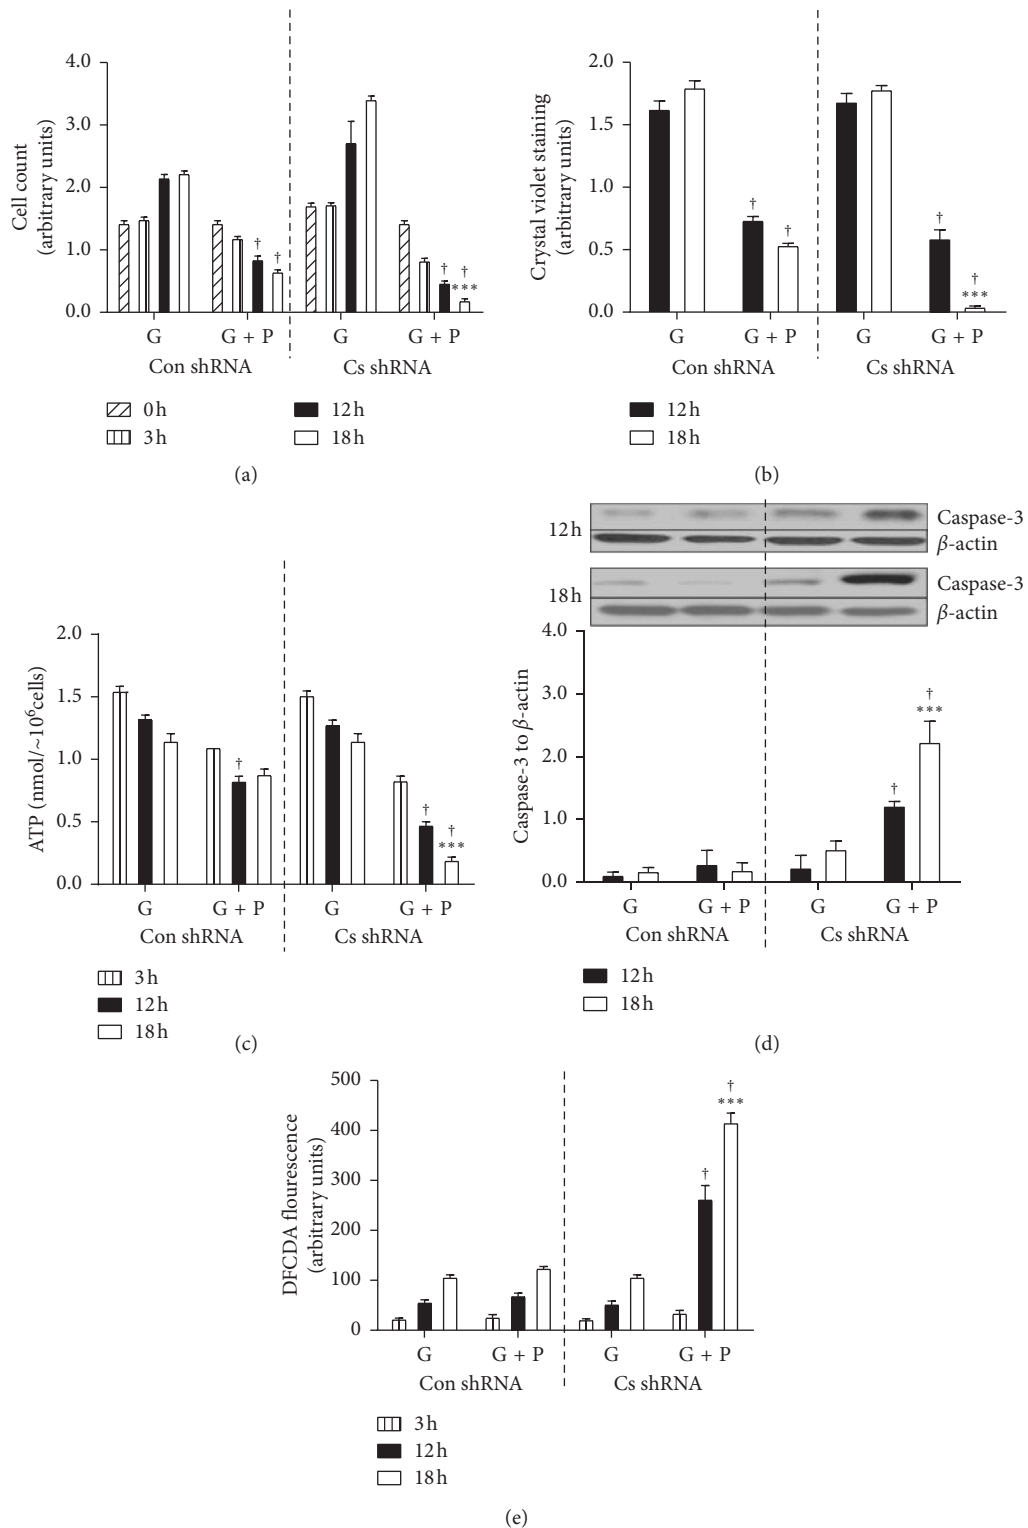 4.0
3.0
2.0
1.0
0.0
Cell count
(arbitrary units)
†
†
†
†
***
G
G + P
G
G + P
Con shRNA
Cs shRNA
0h
3h
12h
18h
(a)
2.0
1.5
1.0
0.5
0.0
Crystal violet staining
(arbitrary units)
†
†
†
†
***
G
G + P
G
G + P
Con shRNA
Cs shRNA
12h
18h
(b)
2.0
1.5
1.0
0.5
0.0
ATP (nmol/~10⁶cells)
†
†
†
***
G
G + P
G
G + P
Con shRNA
Cs shRNA
3h
12h
18h
(c)
12h
Caspase-3
β-actin
18h
Caspase-3
β-actin
4.0
3.0
2.0
1.0
0.0
Caspase-3 to β-actin
†
†
***
G
G + P
G
G + P
Con shRNA
Cs shRNA
12h
18h
(d)
500
400
300
200
100
0
DFCDA flourescence
(arbitrary units)
†
†
***
G
G + P
G
G + P
Con shRNA
Cs shRNA
3h
12h
18h
(e)